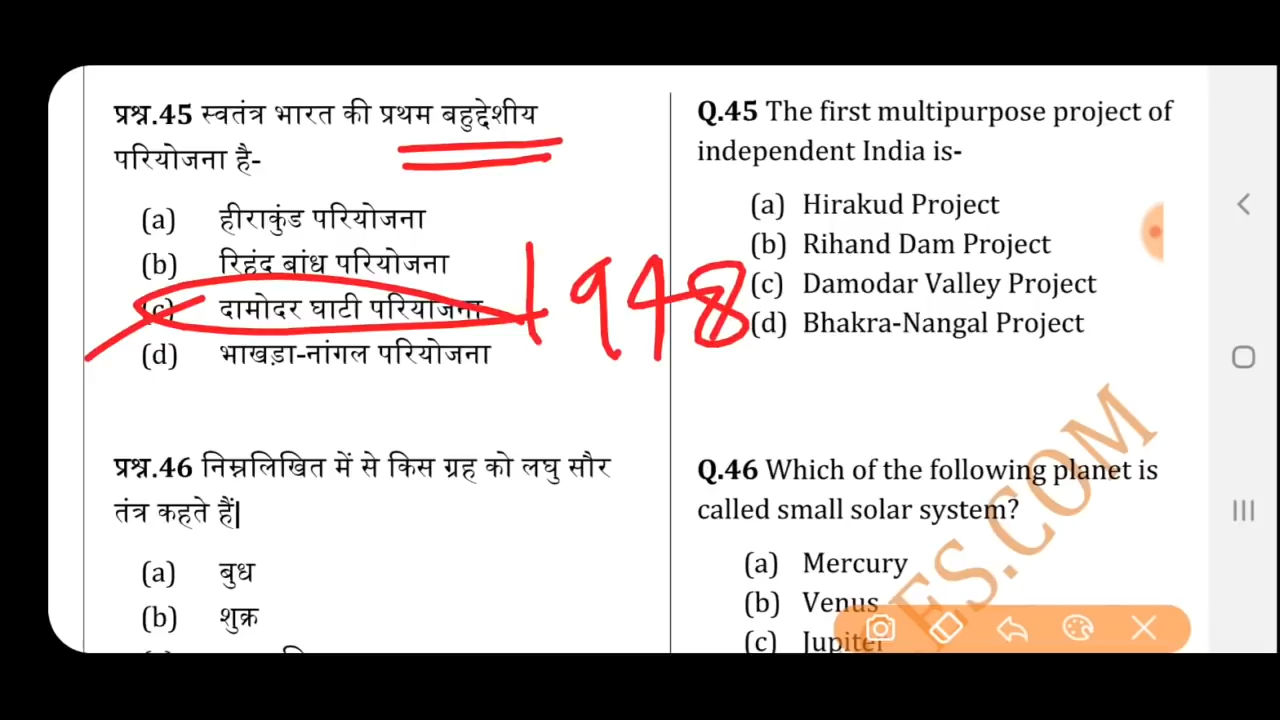 प्रश्न.45 स्वतंत्र भारत की प्रथम बहुद्देशीय
परियोजना है-
(a) हीराकुंड परियोजना
(b) रिहंद बांध परियोजना
(c) दामोदर घाटी परियोजना
(d) भाखड़ा-नांगल परियोजना
1948
प्रश्न.46 निम्नलिखित में से किस ग्रह को लघु सौर
तंत्र कहते हैं|
(a) बुध
(b) शुक्र
Q.45 The first multipurpose project of
independent India is-
(a) Hirakud Project
(b) Rihand Dam Project
(c) Damodar Valley Project
(d) Bhakra-Nangal Project
Q.46 Which of the following planet is
called small solar system?
(a) Mercury
(b) Venus
(c) Jupiter
ES.COM